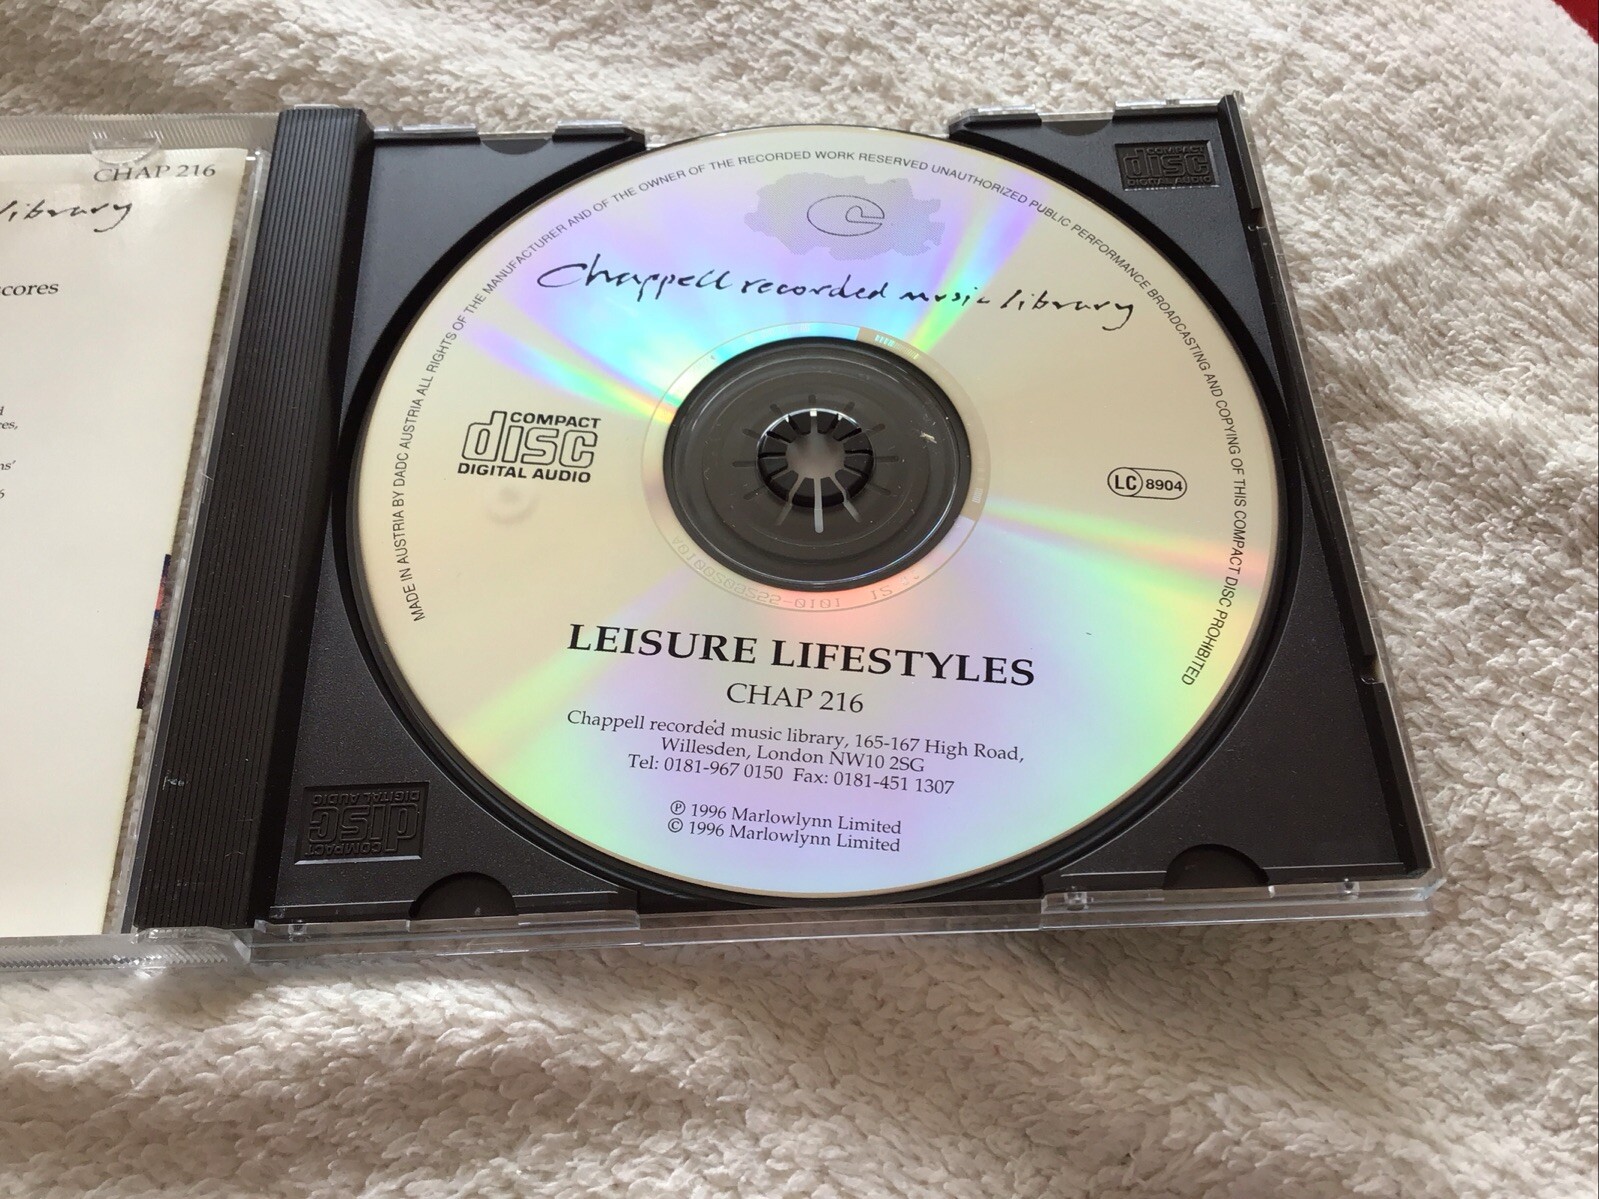 CHAP 216
library
cores
es,
MADE IN AUSTRIA BY DADC AUSTRIA ALL RIGHTS OF THE MANUFACTURER AND OF THE OWNER OF THE RECORDED WORK RESERVED UNAUTHORIZED PUBLIC PERFORMANCE BROADCASTING AND COPYING OF THIS COMPACT DISC PROHIBITED
Chappell recorded music library
COMPACT
disc
DIGITAL AUDIO
LC 8904
LEISURE LIFESTYLES
CHAP 216
Chappell recorded music library, 165-167 High Road,
Willesden, London NW10 2SG
Tel: 0181-967 0150 Fax: 0181-451 1307
℗ 1996 Marlowlynn Limited
© 1996 Marlowlynn Limited
COMPACT
disc
DIGITAL AUDIO
COMPACT
disc
DIGITAL AUDIO